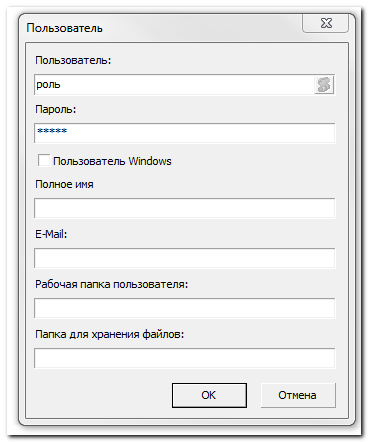 Пользователь
Пользователь:
роль
Пароль:
*****
Пользователь Windows
Полное имя
E-Mail:
Рабочая папка пользователя:
Папка для хранения файлов:
OK Отмена